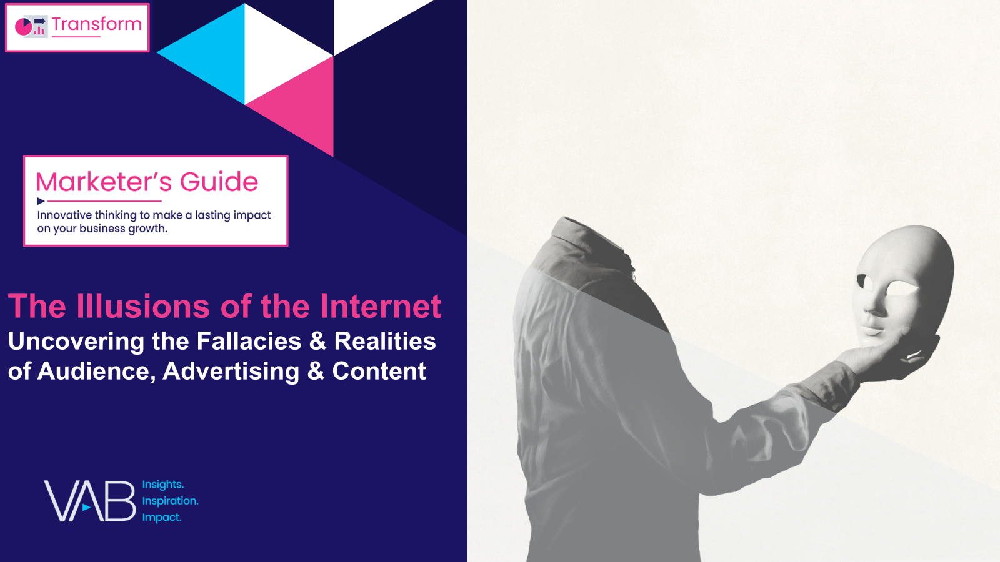 Transform
Marketer's Guide
Innovative thinking to make a lasting impact
on your business growth.
The Illusions of the Internet
Uncovering the Fallacies & Realities
of Audience, Advertising & Content
VAB
Insights.
Inspiration.
Impact.